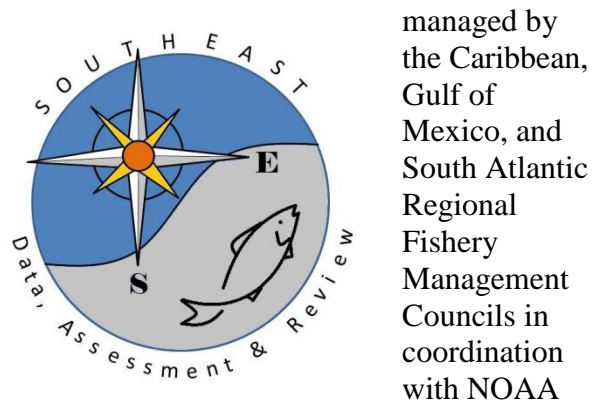 SOUTHEAST
E
S
Data, Assessment & Review
managed by
the Caribbean,
Gulf of
Mexico, and
South Atlantic
Regional
Fishery
Management
Councils in
coordination
with NOAA